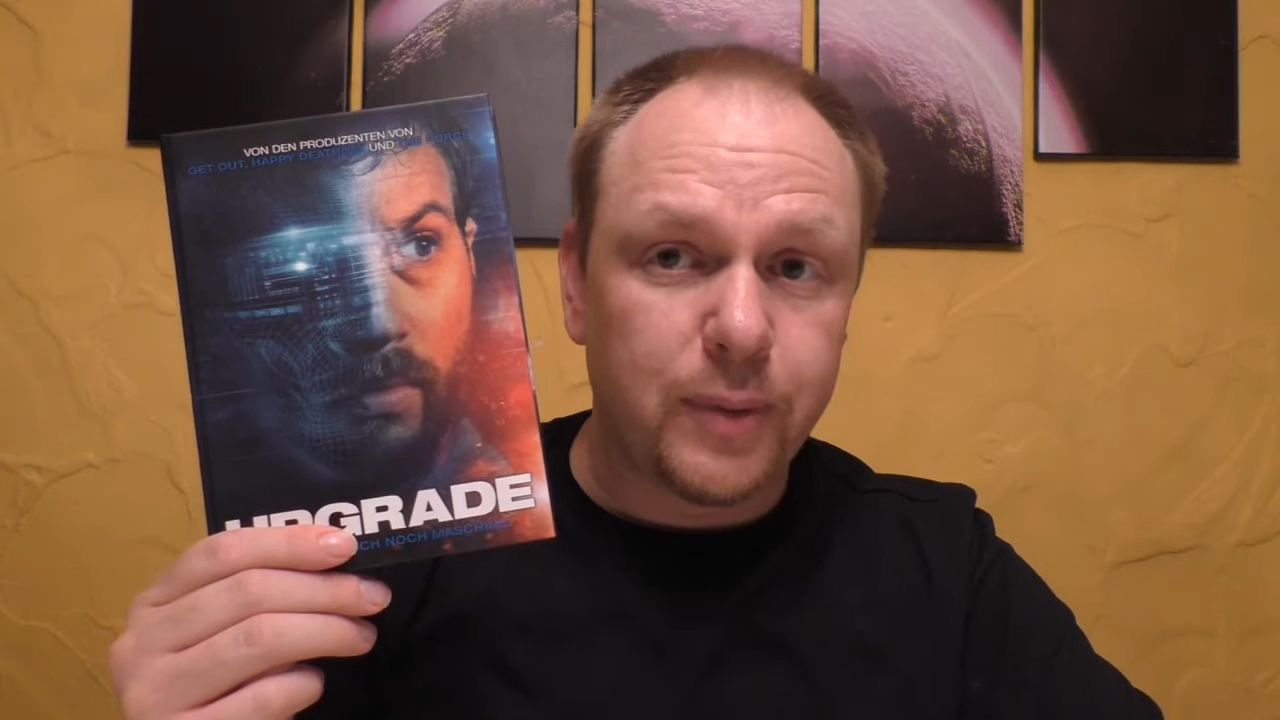 VON DEN PRODUZENTEN VON
GET OUT, HAPPY UND
UPGRADE
NOCH